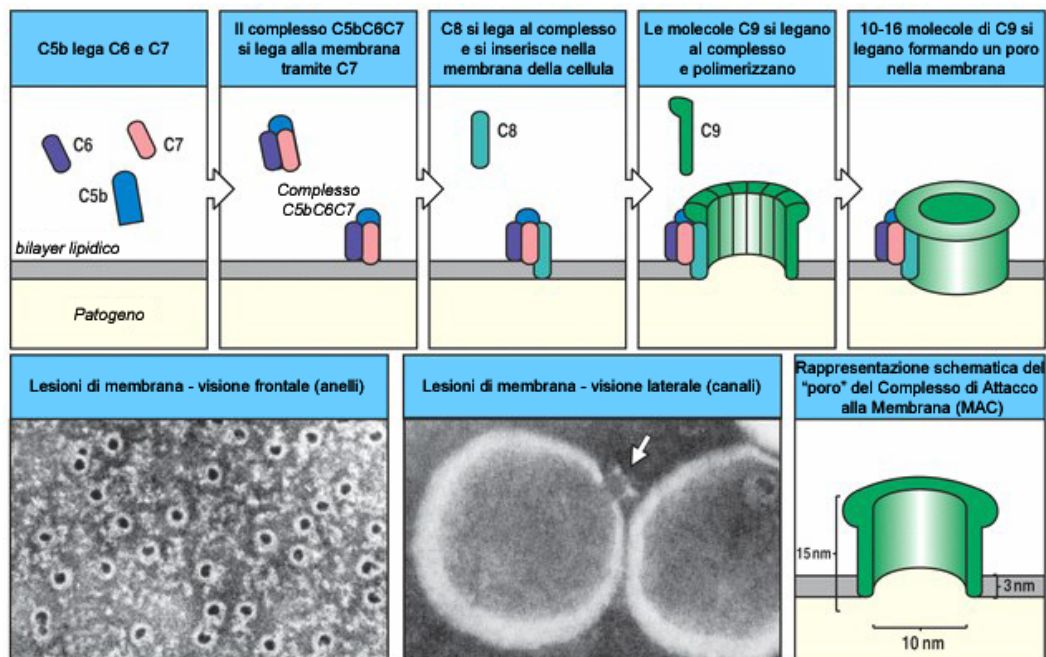 C5b lega C6 e C7
Il complesso C5bC6C7
si lega alla membrana
tramite C7
C8 si lega al complesso
e si inserisce nella
membrana della cellula
Le molecole C9 si legano
al complesso
e polimerizzano
10-16 molecole di C9 si
legano formando un poro
nella membrana
C6
C7
C5b
bilayer lipidico
Patogeno
Complesso
C5bC6C7
C8
C9
Lesioni di membrana - visione frontale (anelli)
Lesioni di membrana - visione laterale (canali)
Rappresentazione schematica del
"poro" del Complesso di Attacco
alla Membrana (MAC)
15nm
3nm
10 nm